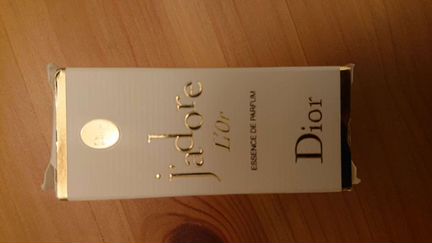 j'adore
L'Or
ESSENCE DE PARFUM
Dior